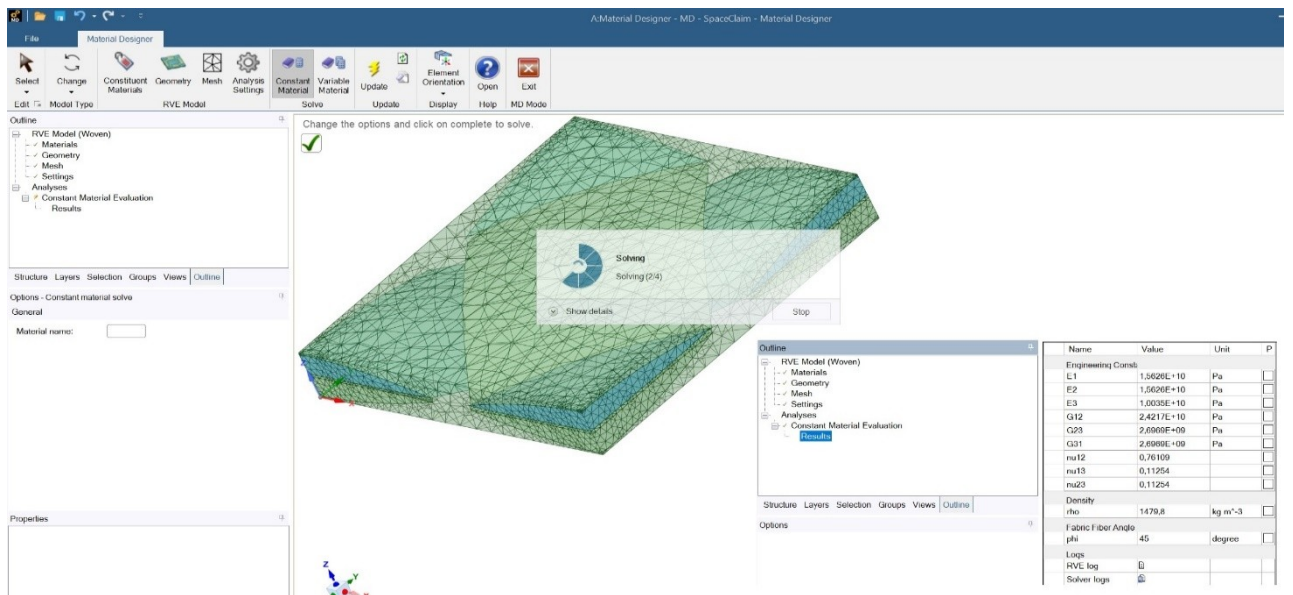 A:Material Designer - MD - SpaceClaim - Material Designer
File Material Designer
Select Change Constituent Materials Geometry Mesh Analysis Settings Constant Material Variable Material Update Element Orientation Open Exit
Edit Model Type RVE Model Solve Update Display Help MD Mode
Outline
RVE Model (Woven)
Materials
Geometry
Mesh
Settings
Analyses
Constant Material Evaluation
Results
Structure Layers Selection Groups Views Outline
Options - Constant material solve
General
Material name:
Properties
Change the options and click on complete to solve.
Solving
Solving (2/4)
Show details
Stop
X
Z
Y
Outline
RVE Model (Woven)
Materials
Geometry
Mesh
Settings
Analyses
Constant Material Evaluation
Results
Structure Layers Selection Groups Views Outline
Options
Name Value Unit P
Engineering Consta
E1 1,5626E+10 Pa
E2 1,5626E+10 Pa
E3 1,0035E+10 Pa
G12 2,4217E+10 Pa
G23 2,6969E+09 Pa
G31 2,6969E+09 Pa
nu12 0,76109
nu13 0,11254
nu23 0,11254
Density
rho 1479,8 kg m^-3
Fabric Fiber Angle
phi 45 degree
Logs
RVE log
Solver logs